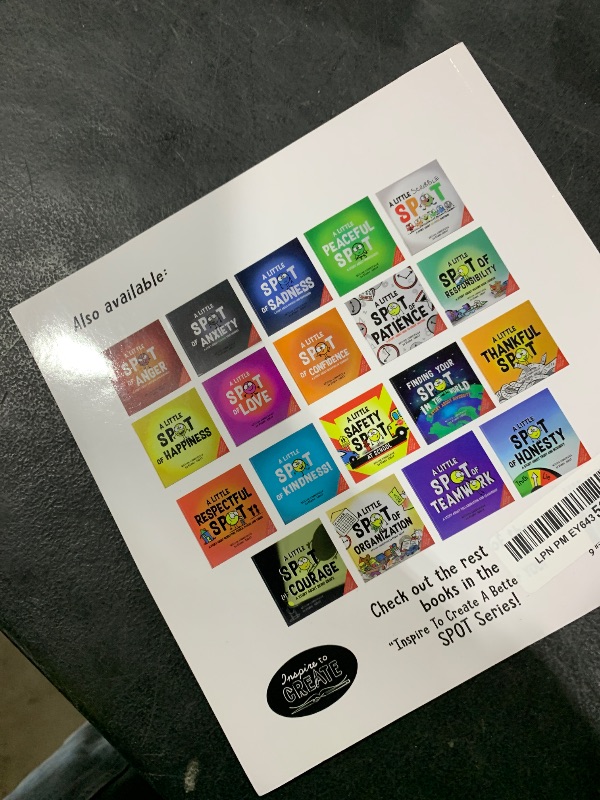 Also available:
A LITTLE
SPOT
OF ANGER
A LITTLE
SPOT
OF ANXIETY
A LITTLE
SPOT
OF SADNESS
A LITTLE
PEACEFUL
SPOT
A LITTLE
SPOT
A LITTLE
SPOT
OF HAPPINESS
A LITTLE
SPOT
OF LOVE
A LITTLE
SPOT
OF CONFIDENCE
A LITTLE
SPOT
OF PATIENCE
A LITTLE
SPOT OF
RESPONSIBILITY
A LITTLE
RESPECTFUL
SPOT
A LITTLE
SPOT
OF KINDNESS!
A LITTLE
SAFETY
SPOT
AT SCHOOL
FINDING YOUR
SPOT
IN THE WORLD
A LITTLE
THANKFUL
SPOT
A LITTLE
SPOT
OF COURAGE
A LITTLE
SPOT OF
ORGANIZATION
A LITTLE
SPOT OF
TEAMWORK
A LITTLE
SPOT
OF HONESTY
Check out the rest
books in the
"Inspire To Create A Bette
SPOT Series!
Inspire to
CREATE
LPN PM EY643